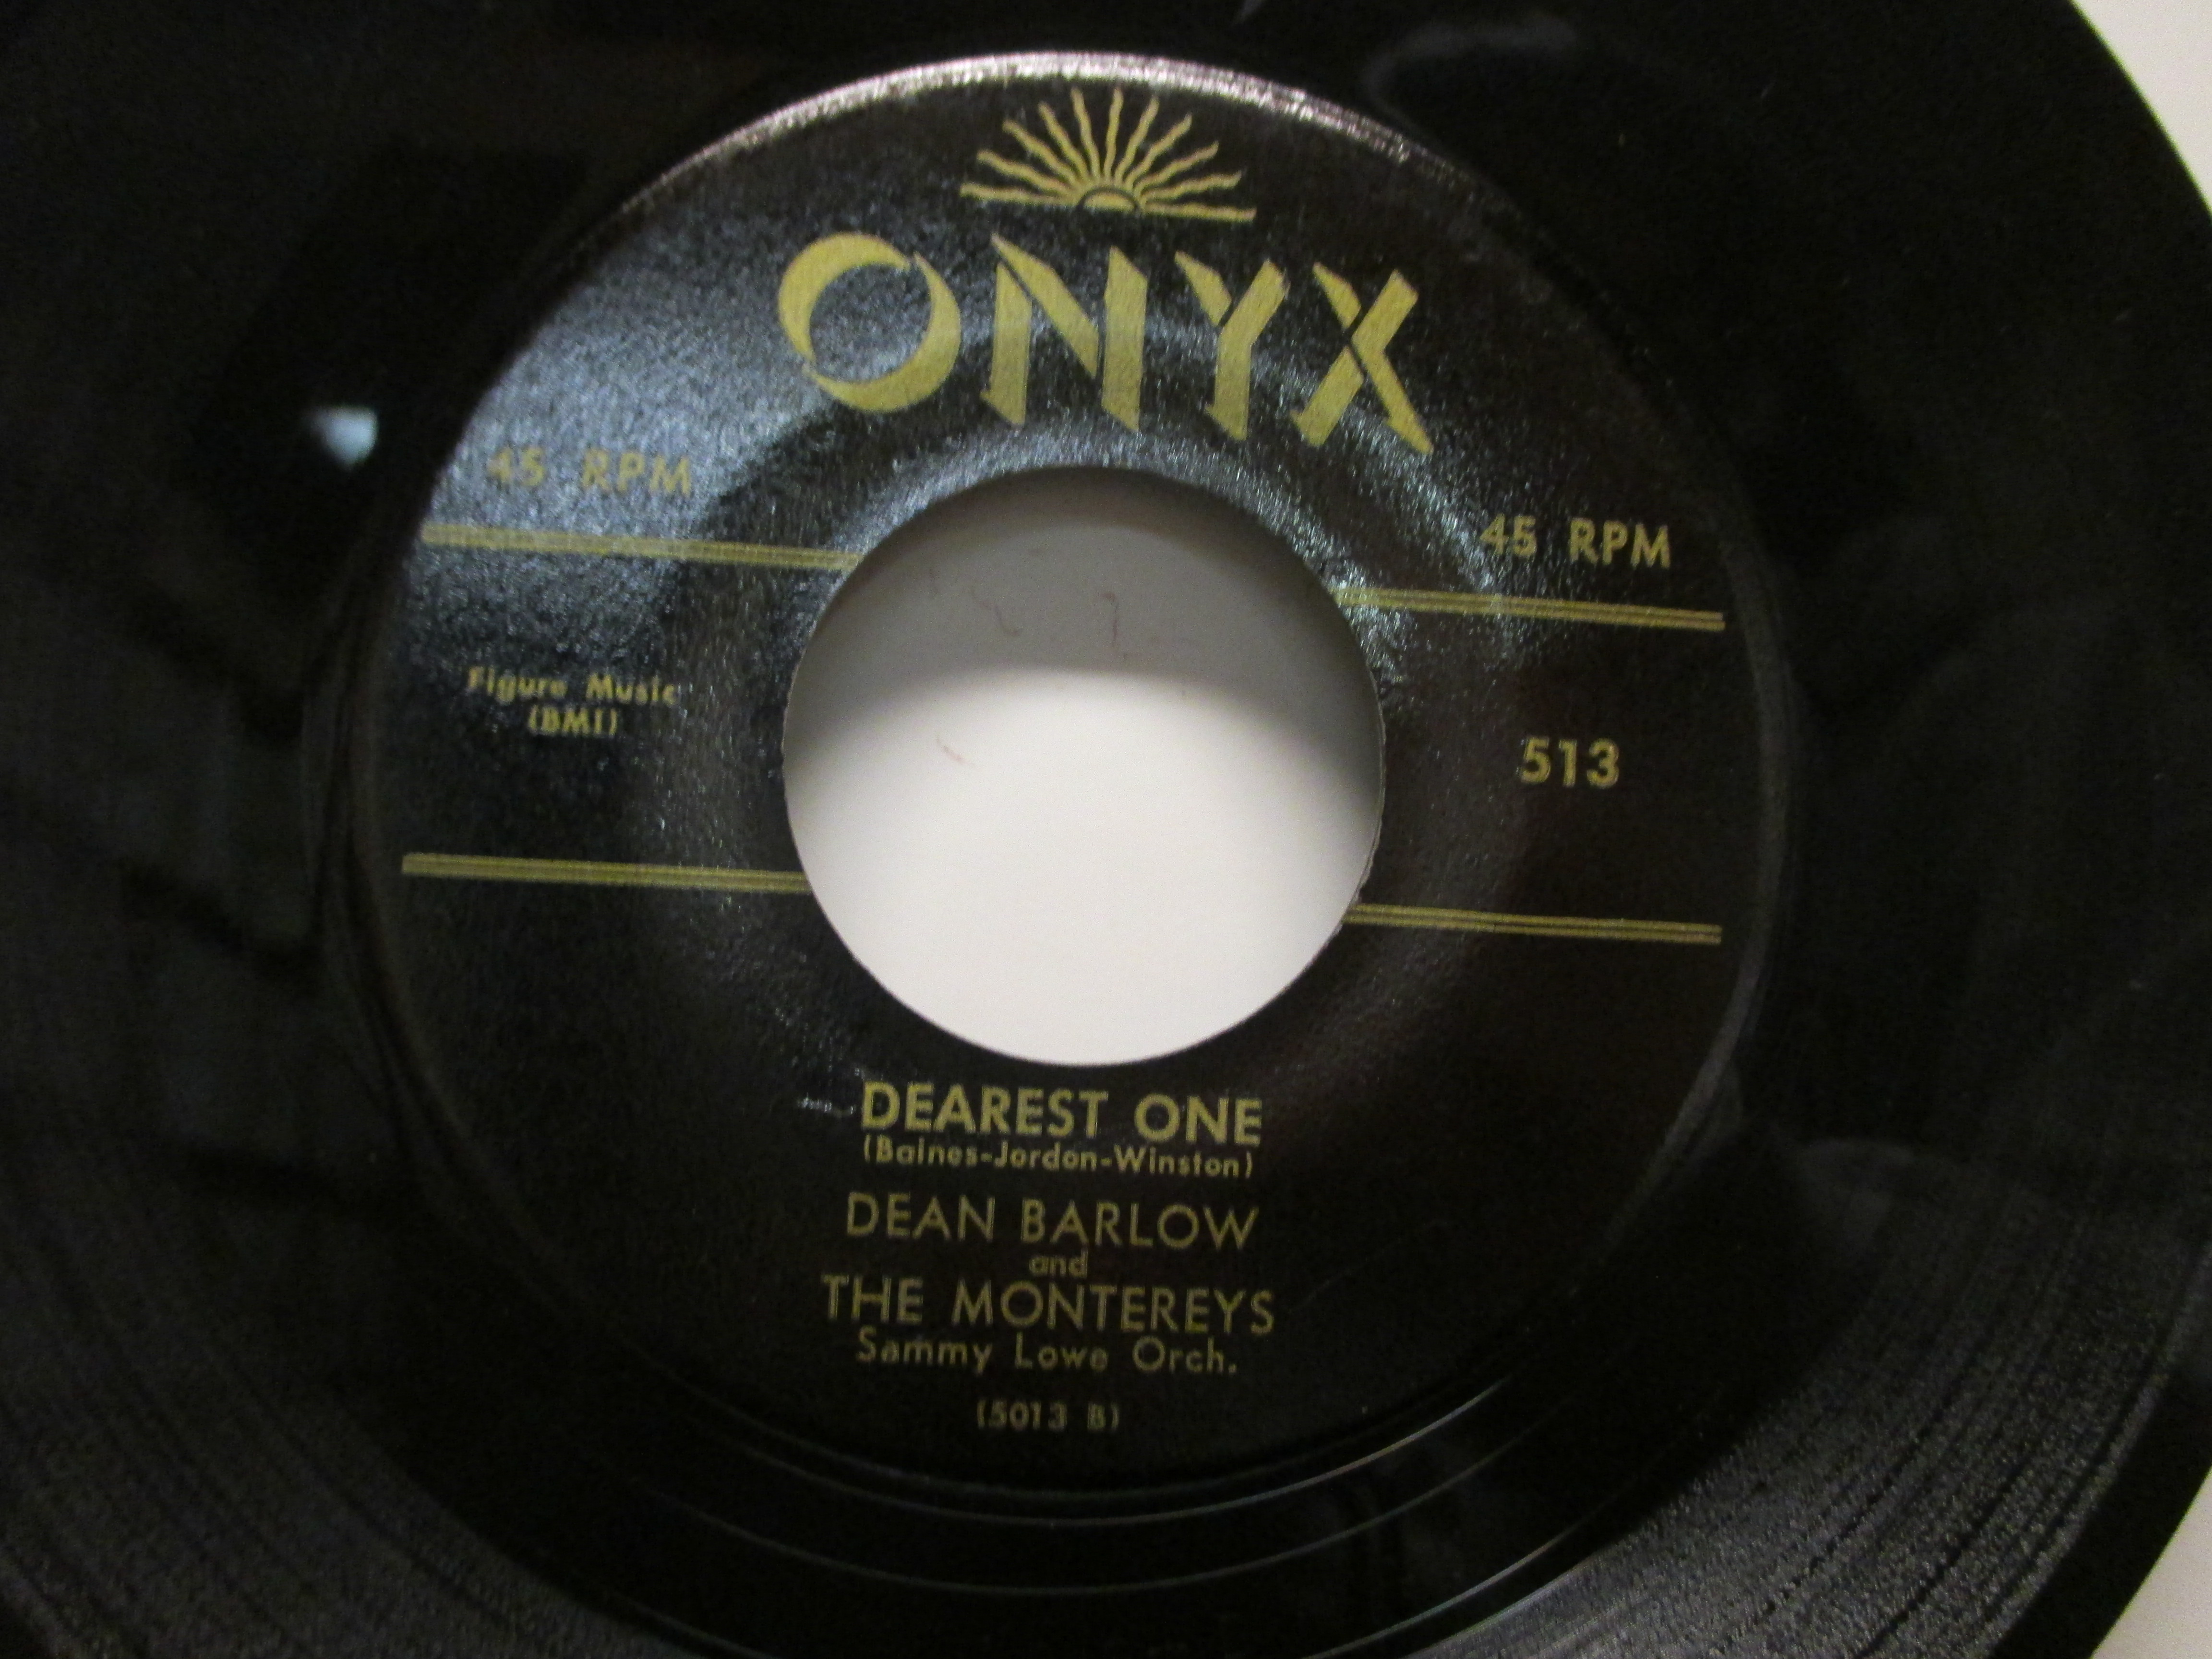 ONYX
45 RPM
45 RPM
Figure Music
(BMI)
513
DEAREST ONE
(Baines-Jordon-Winston)
DEAN BARLOW
and
THE MONTEREYS
Sammy Lowe Orch.
(5013 B)